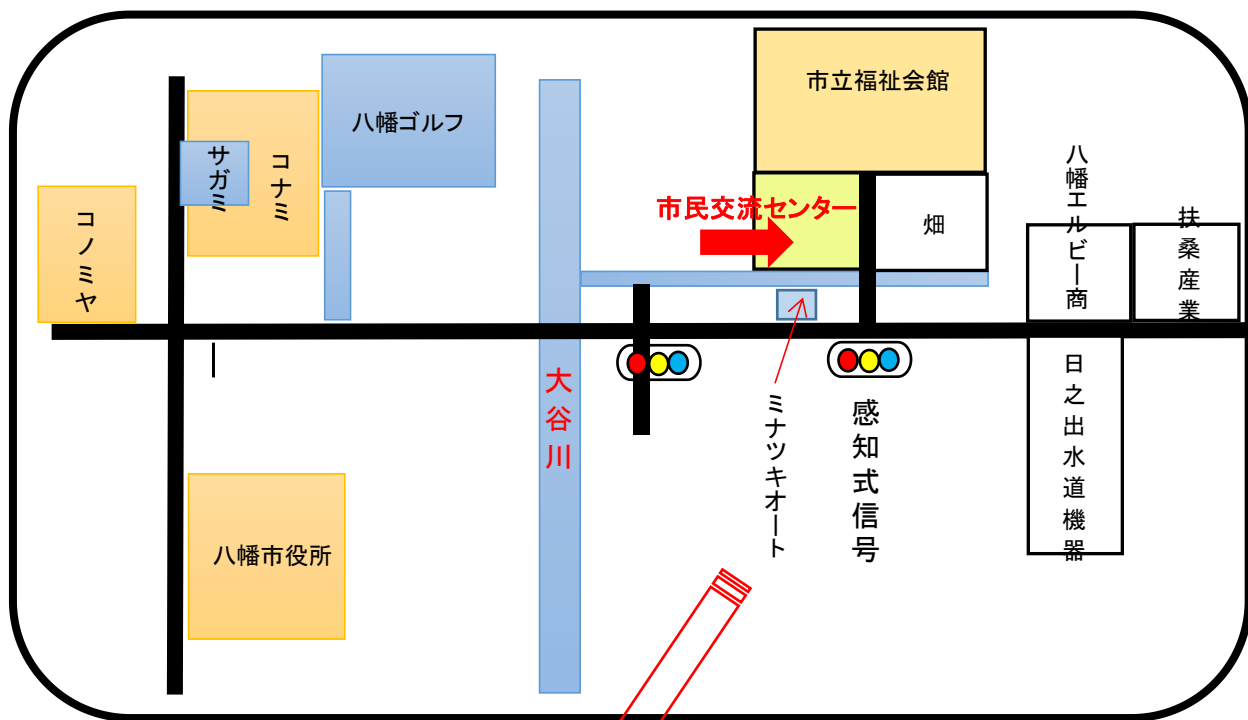 市立福祉会館
八幡ゴルフ
サガミ
コナミ
コノミヤ
市民交流センター
畑
八幡エルビー商
扶桑産業
大谷川
ミナツキオート
感知式信号
日之出水道機器
八幡市役所